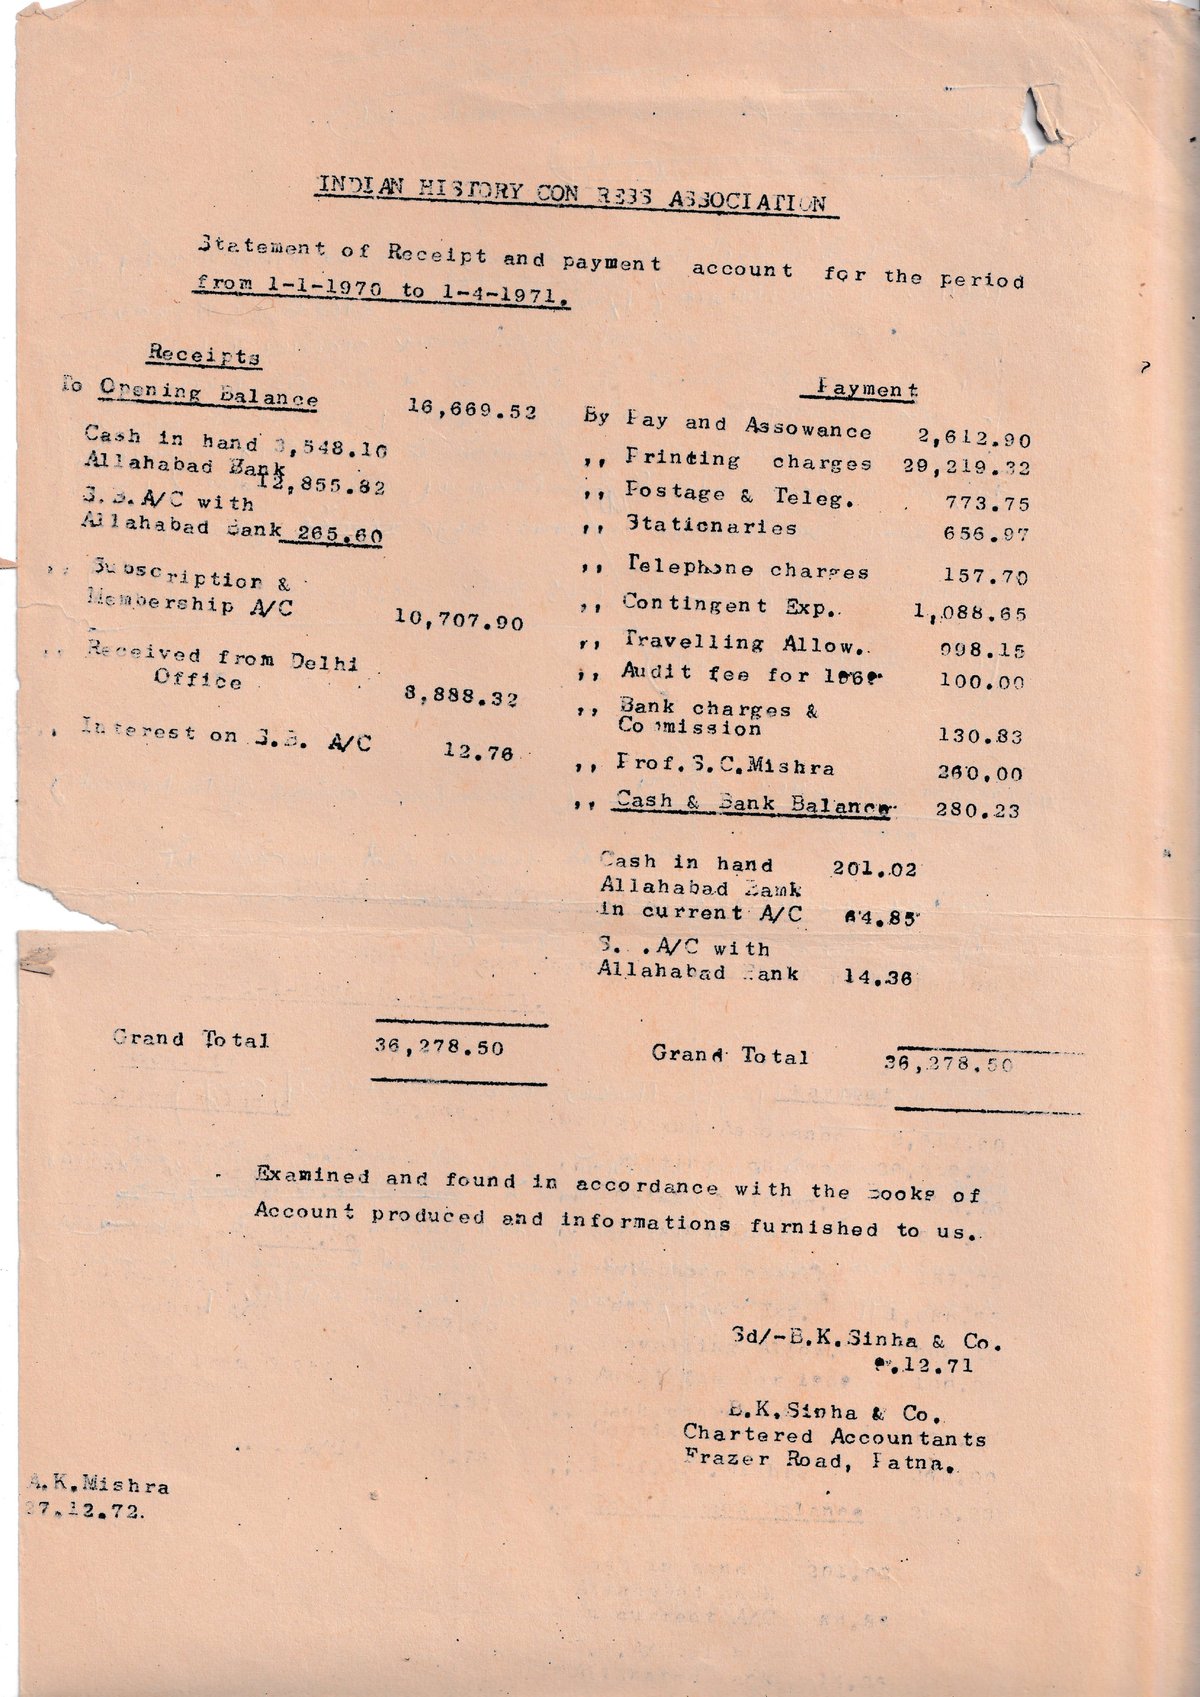 INDIAN HISTORY CON RESS ASSOCIATION
Statement of Receipt and payment account for the period
from 1-1-1970 to 1-4-1971.
Receipts
To Opening Balance 16,669.52
Cash in hand 3,548.10
Allahabad Bank
12,855.82
S.B.A/C with
Allahabad Bank 265.60
,, Subscription &
Membership A/C 10,707.90
,, Received from Delhi
Office 8,888.32
,, Interest on S.B. A/C 12.76
Grand Total 36,278.50
Payment
By Pay and Assowance 2,612.90
,, Printing charges 29,219.32
,, Postage & Teleg. 773.75
,, Stationaries 656.97
,, Telephone charges 157.70
,, Contingent Exp.. 1,088.65
,, Travelling Allow.. 998.15
,, Audit fee for 100.00
,, Bank charges &
Commission 130.83
,, Prof.S.C.Mishra 260.00
,, Cash & Bank Balance 280.23
Cash in hand 201.02
Allahabad Bamk
in current A/C 64.85
S. .A/C with
Allahabad Bank 14.36
Grand Total 36,278.50
Examined and found in accordance with the books of
Account produced and informations furnished to us.
Sd/-B.K.Sinha & Co.
.12.71
B.K.Sinha & Co.
Chartered Accountants
Frazer Road, Patna.
A.K.Mishra
27.12.72.